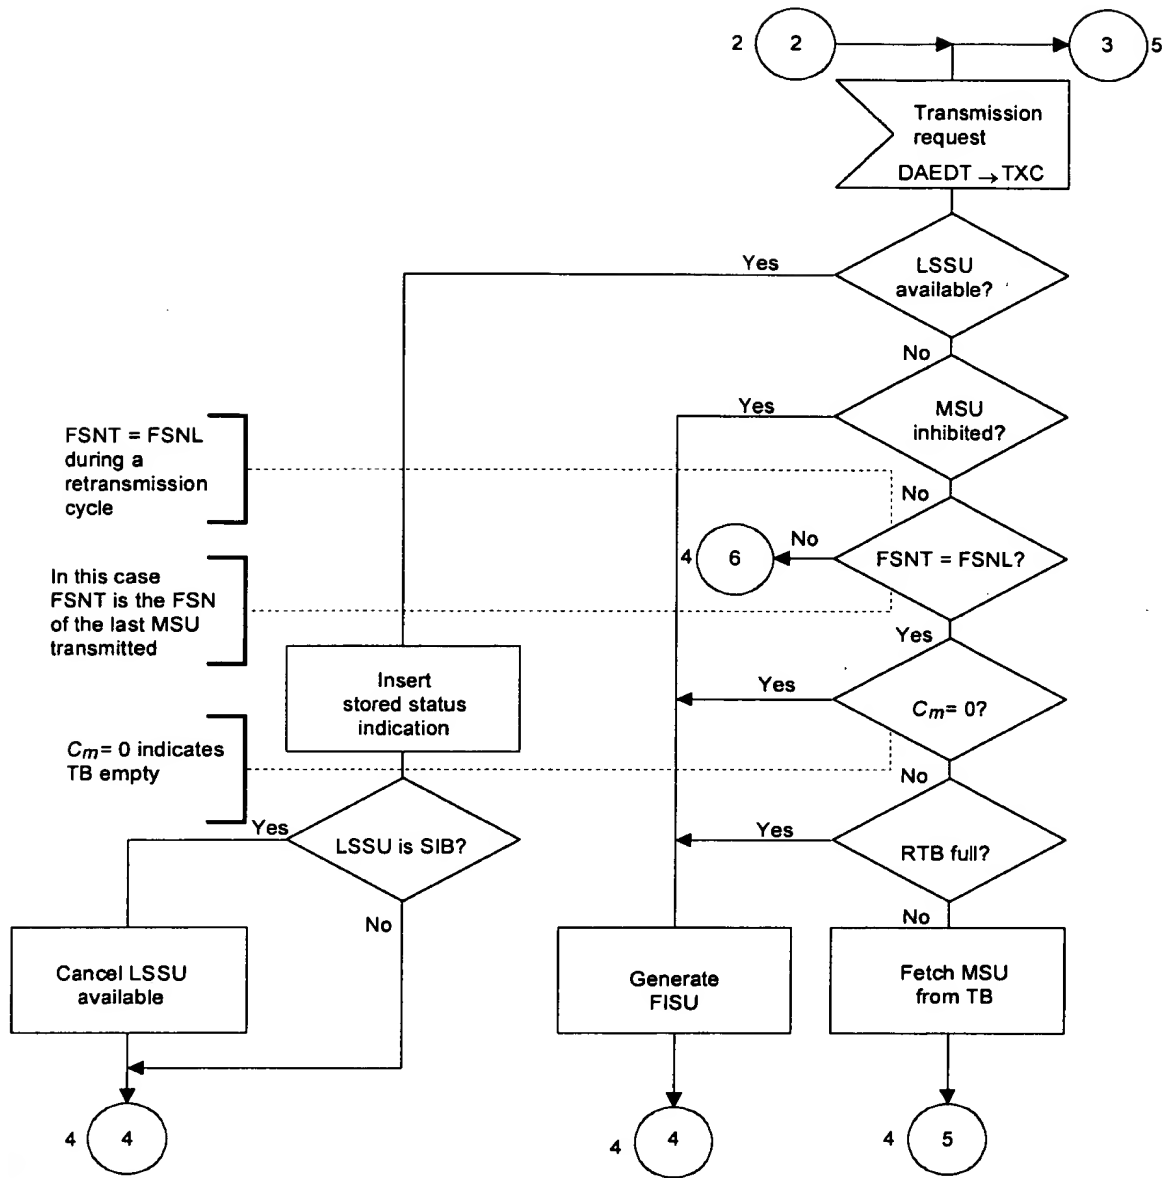 2
2
3
5
Transmission
request
DAEDT → TXC
Yes
LSSU
available?
No
Yes
MSU
inhibited?
FSNT = FSNL
during a
retransmission
cycle
No
4
6
No
FSNT = FSNL?
In this case
FSNT is the FSN
of the last MSU
transmitted
Yes
Insert
stored status
indication
Yes
Cm = 0?
Cm = 0 indicates
TB empty
No
Yes
LSSU is SIB?
Yes
RTB full?
No
No
Cancel LSSU
available
Generate
FISU
Fetch MSU
from TB
4
4
4
4
4
5